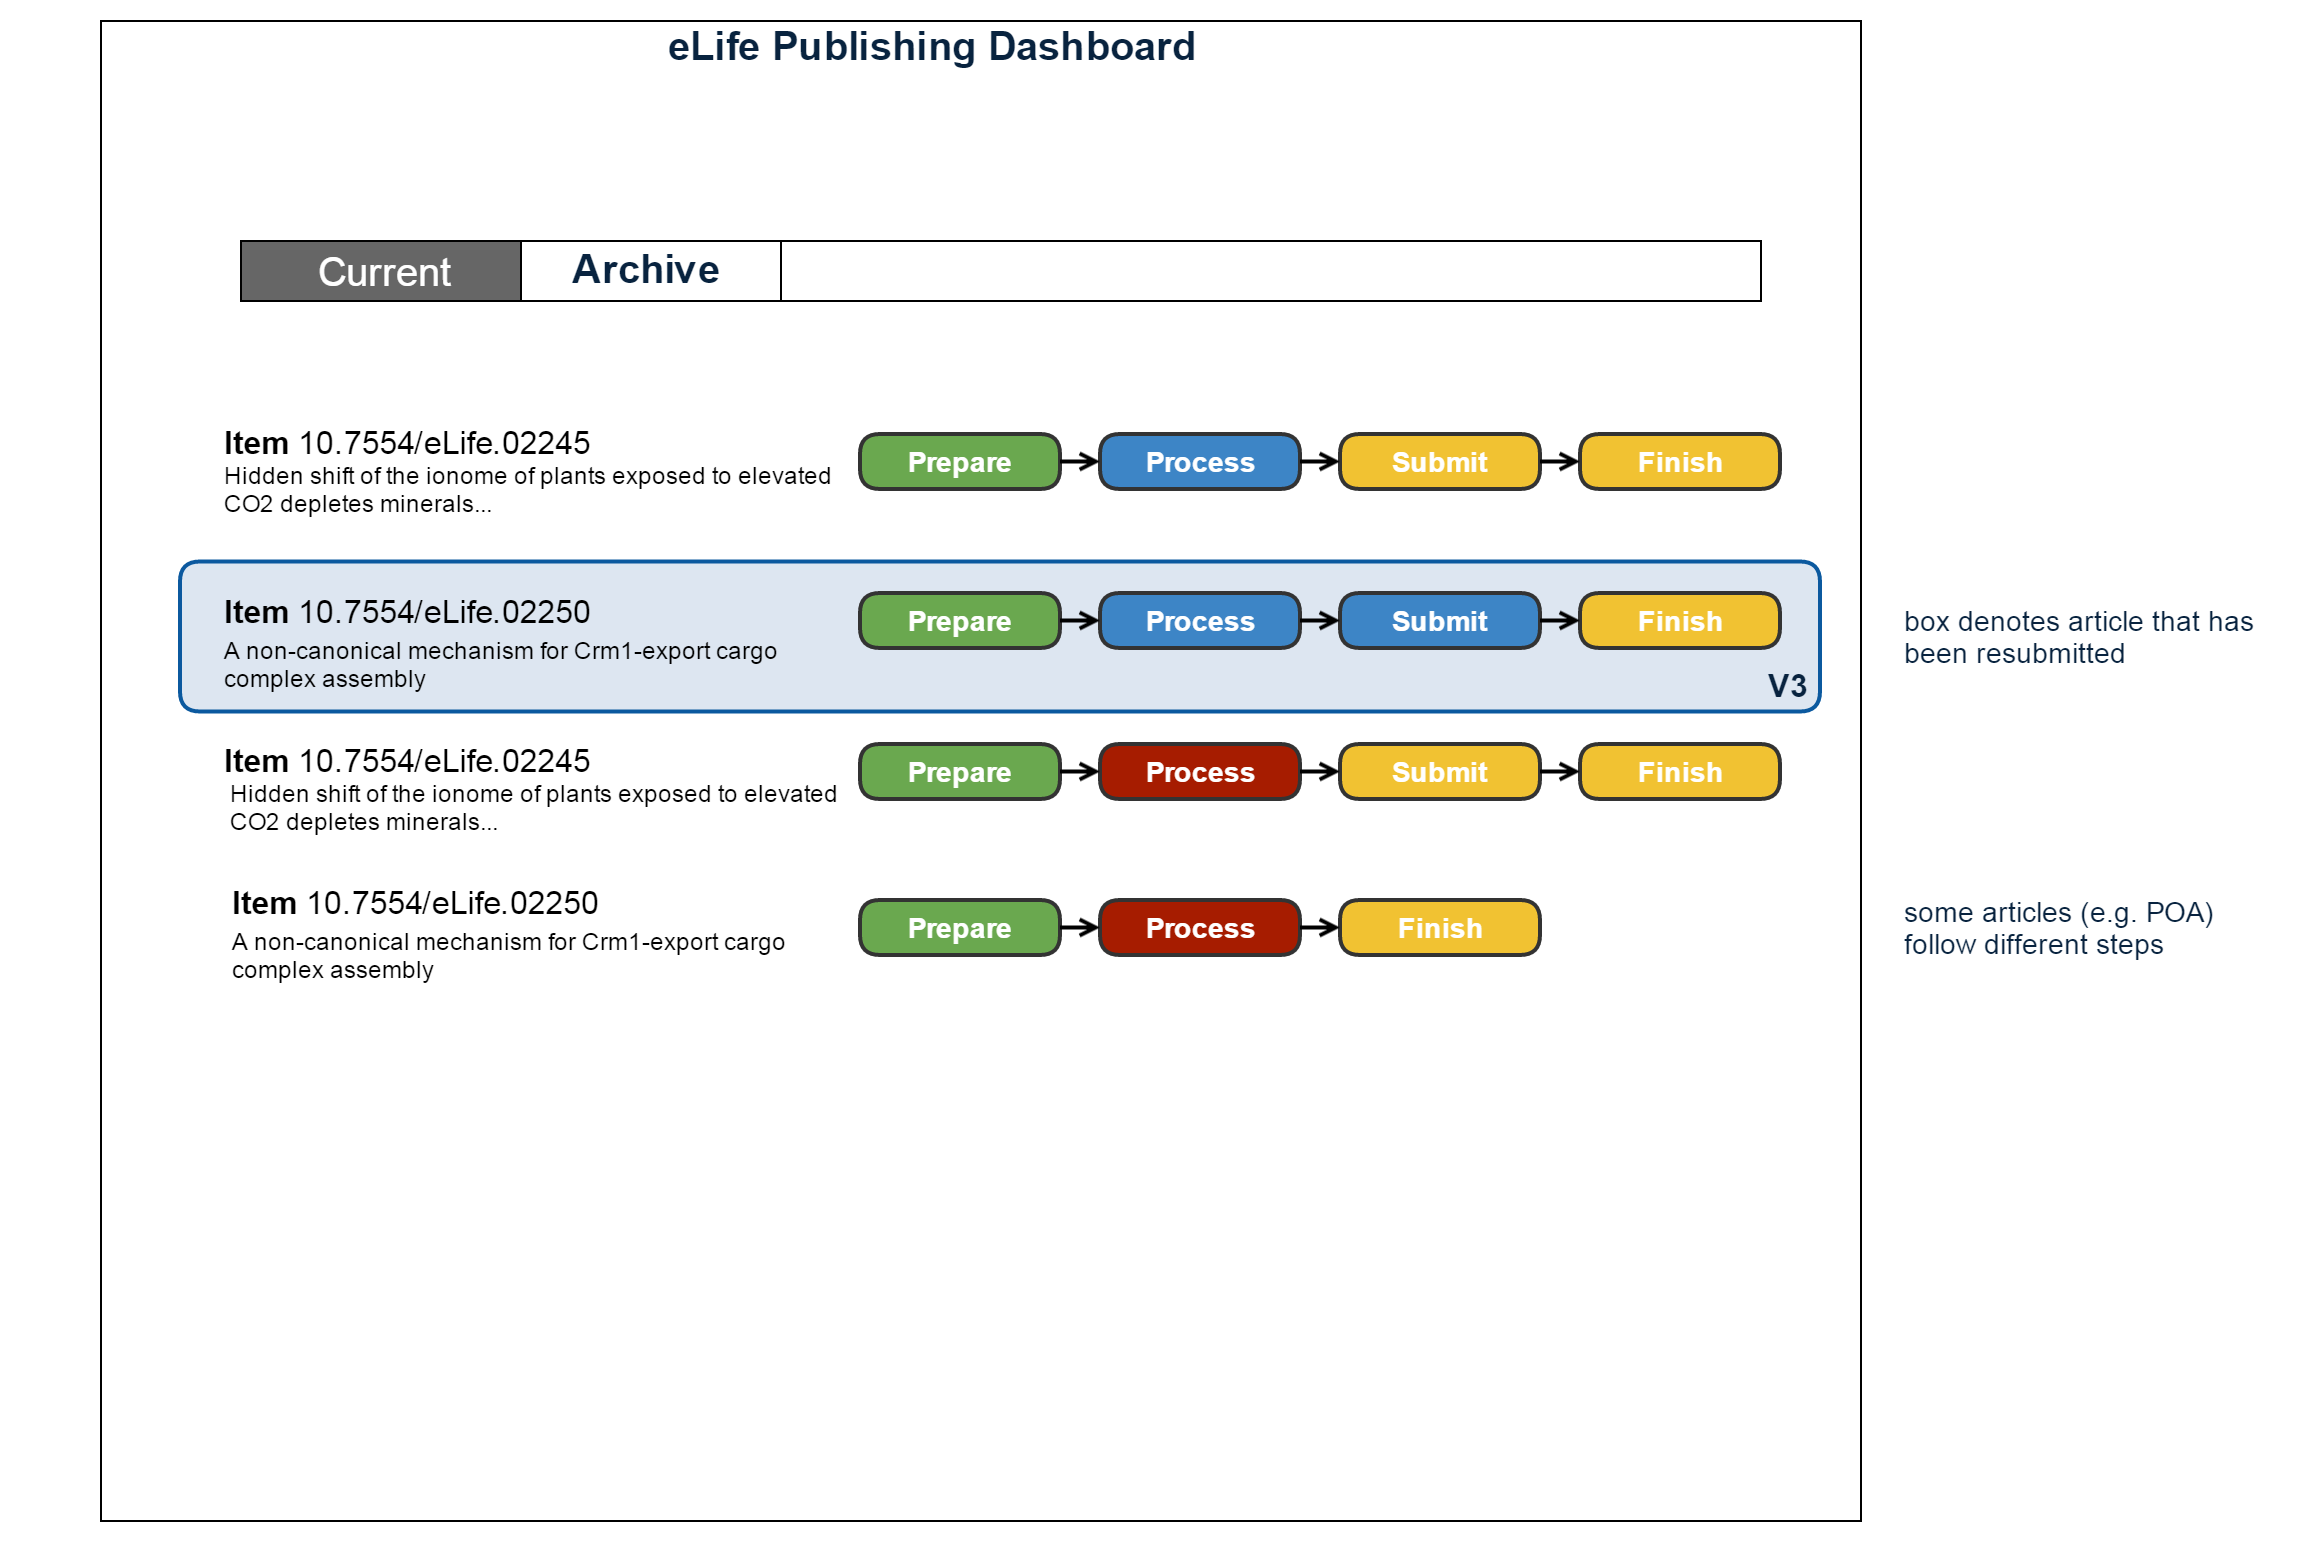 eLife Publishing Dashboard
Current
Archive
Item 10.7554/eLife.02245
Hidden shift of the ionome of plants exposed to elevated
CO2 depletes minerals...
Prepare
Process
Submit
Finish
Item 10.7554/eLife.02250
A non-canonical mechanism for Crm1-export cargo
complex assembly
Prepare
Process
Submit
Finish
V3
box denotes article that has
been resubmitted
Item 10.7554/eLife.02245
Hidden shift of the ionome of plants exposed to elevated
CO2 depletes minerals...
Prepare
Process
Submit
Finish
Item 10.7554/eLife.02250
A non-canonical mechanism for Crm1-export cargo
complex assembly
Prepare
Process
Finish
some articles (e.g. POA)
follow different steps